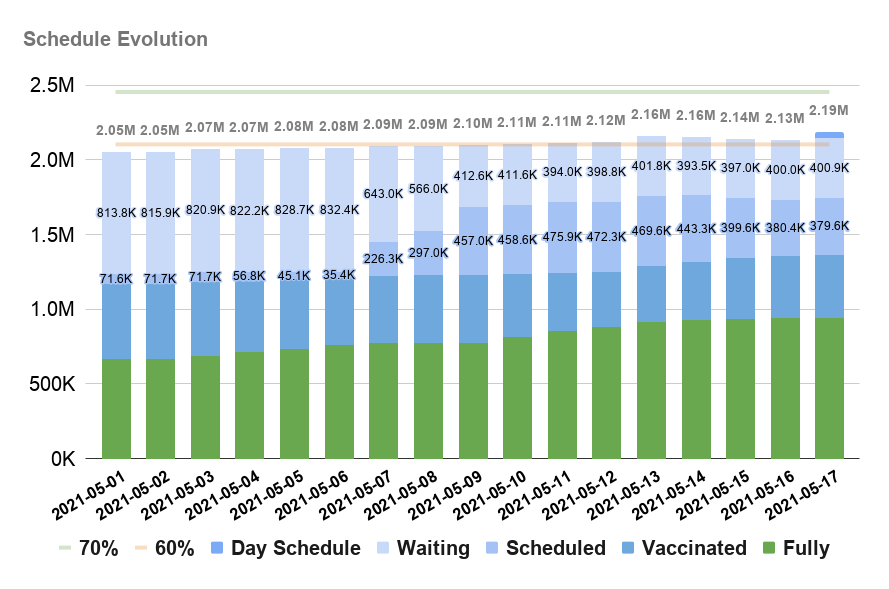 Schedule Evolution
2.5M
2.0M
1.5M
1.0M
500K
0K
2.05M 2.05M 2.07M 2.07M 2.08M 2.08M 2.09M 2.09M 2.10M 2.11M 2.11M 2.12M 2.16M 2.16M 2.14M 2.13M 2.19M
813.8K 815.9K 820.9K 822.2K 828.7K 832.4K 643.0K 566.0K 412.6K 411.6K 394.0K 398.8K 401.8K 393.5K 397.0K 400.0K 400.9K
71.6K 71.7K 71.7K 56.8K 45.1K 35.4K 226.3K 297.0K 457.0K 458.6K 475.9K 472.3K 469.6K 443.3K 399.6K 380.4K 379.6K
2021-05-01 2021-05-02 2021-05-03 2021-05-04 2021-05-05 2021-05-06 2021-05-07 2021-05-08 2021-05-09 2021-05-10 2021-05-11 2021-05-12 2021-05-13 2021-05-14 2021-05-15 2021-05-16 2021-05-17
70% 60% Day Schedule Waiting Scheduled Vaccinated Fully